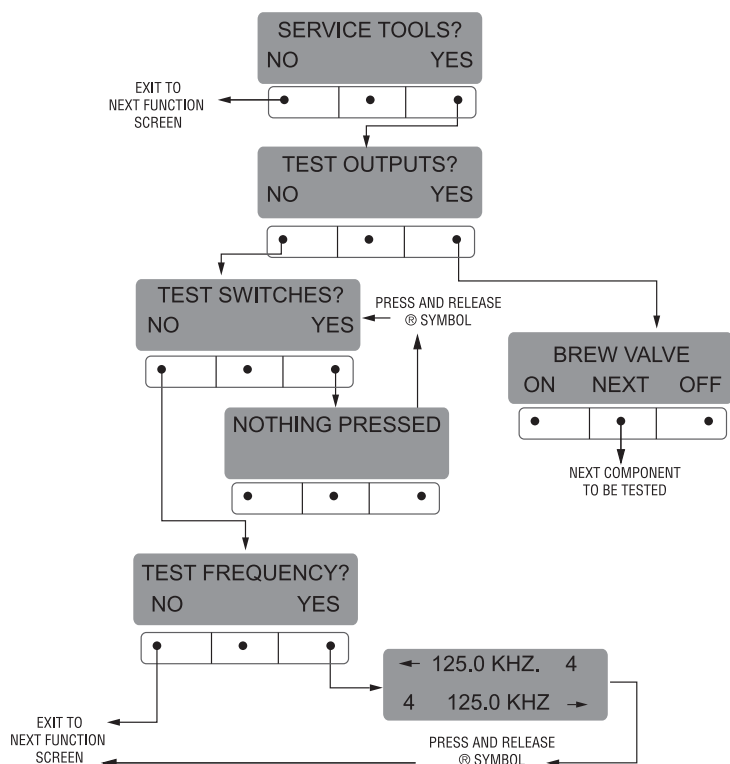 SERVICE TOOLS?
NO YES
EXIT TO
NEXT FUNCTION
SCREEN
TEST OUTPUTS?
NO YES
TEST SWITCHES?
NO YES
PRESS AND RELEASE
® SYMBOL
BREW VALVE
ON NEXT OFF
NOTHING PRESSED
NEXT COMPONENT
TO BE TESTED
TEST FREQUENCY?
NO YES
← 125.0 KHZ. 4
4 125.0 KHZ →
EXIT TO
NEXT FUNCTION
SCREEN
PRESS AND RELEASE
® SYMBOL